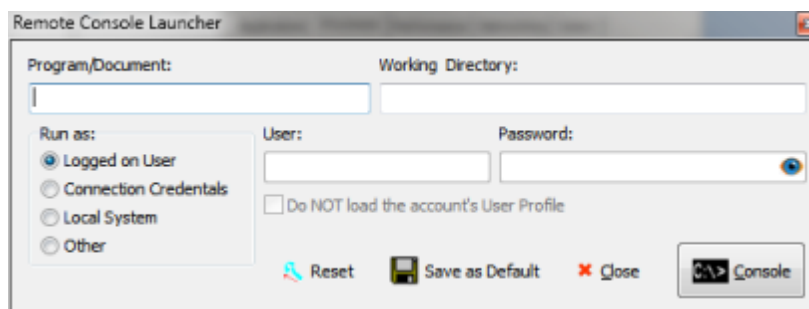 Remote Console Launcher
Program/Document:
Working Directory:
Run as:
Logged on User
Connection Credentals
Local System
Other
User:
Password:
Do NOT load the account's User Profile
Reset
Save as Default
Close
C:\>
Console